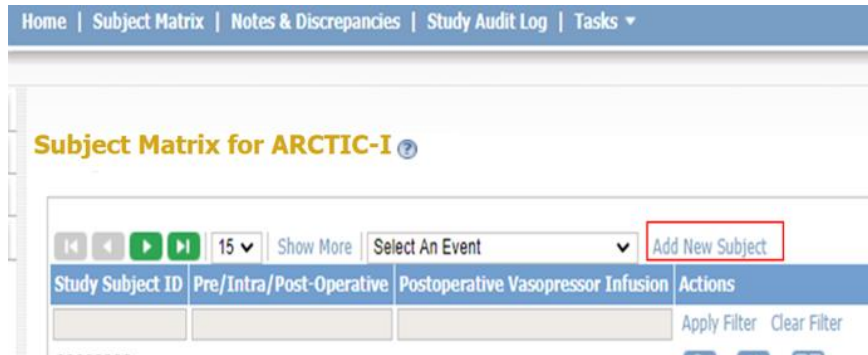 Home | Subject Matrix | Notes & Discrepancies | Study Audit Log | Tasks
Subject Matrix for ARCTIC-I
15 Show More Select An Event Add New Subject
Study Subject ID Pre/Intra/Post-Operative Postoperative Vasopressor Infusion Actions
Apply Filter Clear Filter